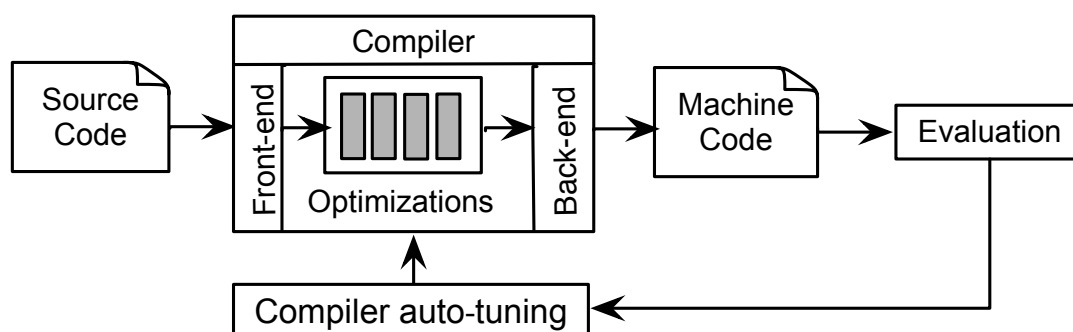 Compiler
Source
Code
Front-end
Optimizations
Back-end
Machine
Code
Evaluation
Compiler auto-tuning